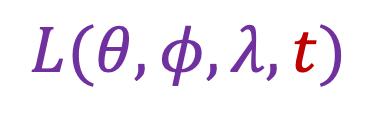 L(θ, ϕ, λ, t)